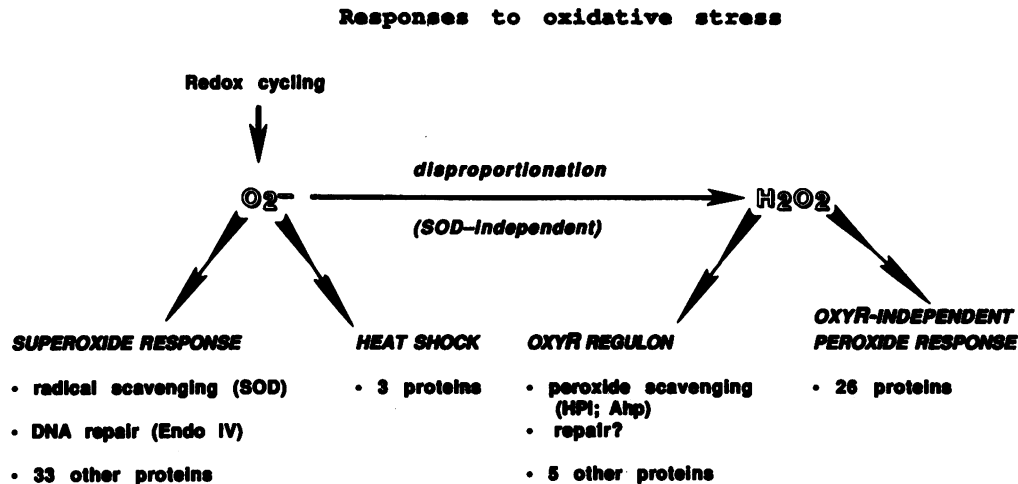 Responses to oxidative stress
Redox cycling
disproportionation
O2−
H2O2
(SOD–independent)
SUPEROXIDE RESPONSE
• radical scavenging (SOD)
• DNA repair (Endo IV)
• 33 other proteins
HEAT SHOCK
• 3 proteins
OXYR REGULON
• peroxide scavenging
(HPI; Ahp)
• repair?
• 5 other proteins
OXYR-INDEPENDENT
PEROXIDE RESPONSE
• 26 proteins